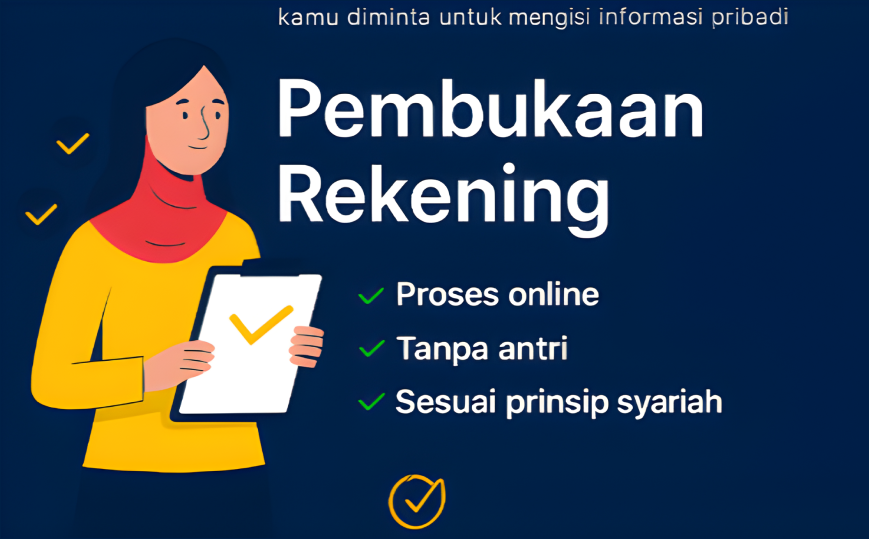 kamu diminta untuk mengisi informasi pribadi
Pembukaan
Rekening
Proses online
Tanpa antri
Sesuai prinsip syariah